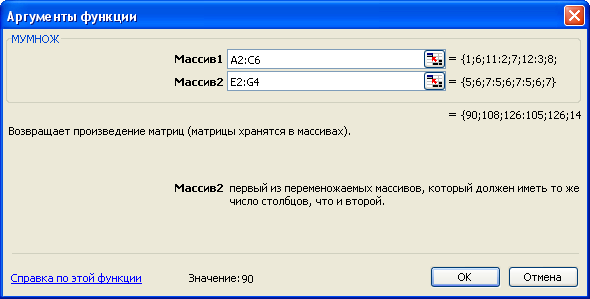 Аргументы функции
МУМНОЖ
Массив1 A2:C6 = {1;6;11:2;7;12:3;8;
Массив2 E2:G4 = {5;6;7:5;6;7:5;6;7}
= {90;108;126:105;126;14
Возвращает произведение матриц (матрицы хранятся в массивах).
Массив2 первый из перемножаемых массивов, который должен иметь то же
число столбцов, что и второй.
Справка по этой функции Значение:90 ОК Отмена